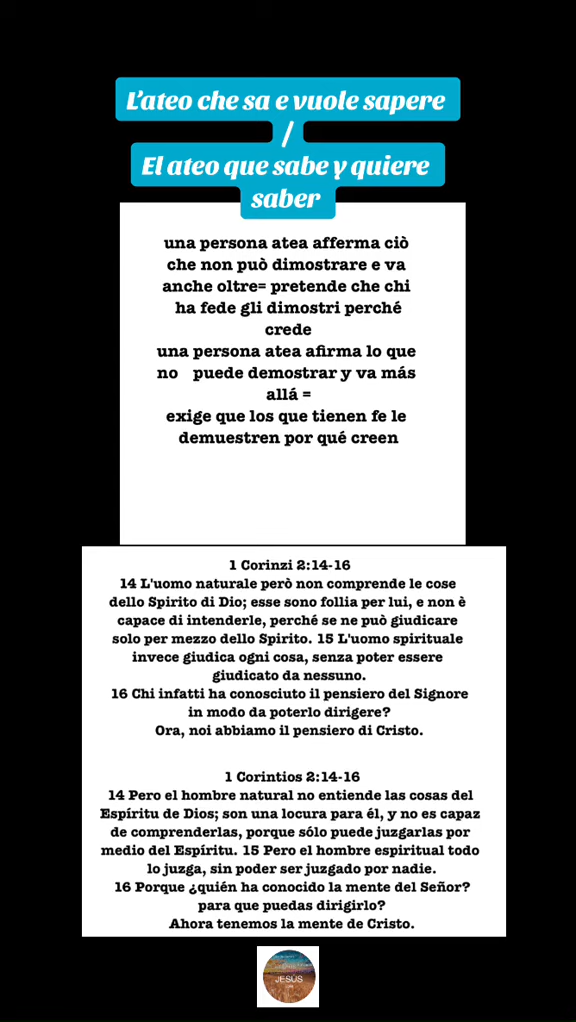 L'ateo che sa e vuole sapere
/
El ateo que sabe y quiere
saber
una persona atea afferma ciò
che non può dimostrare e va
anche oltre= pretende che chi
ha fede gli dimostri perché
crede
una persona atea afirma lo que
no puede demostrar y va más
allá =
exige que los que tienen fe le
demuestren por qué creen
1 Corinzi 2:14-16
14 L'uomo naturale però non comprende le cose
dello Spirito di Dio; esse sono follia per lui, e non è
capace di intenderle, perché se ne può giudicare
solo per mezzo dello Spirito. 15 L'uomo spirituale
invece giudica ogni cosa, senza poter essere
giudicato da nessuno.
16 Chi infatti ha conosciuto il pensiero del Signore
in modo da poterlo dirigere?
Ora, noi abbiamo il pensiero di Cristo.
1 Corintios 2:14-16
14 Pero el hombre natural no entiende las cosas del
Espíritu de Dios; son una locura para él, y no es capaz
de comprenderlas, porque sólo puede juzgarlas por
medio del Espíritu. 15 Pero el hombre espiritual todo
lo juzga, sin poder ser juzgado por nadie.
16 Porque ¿quién ha conocido la mente del Señor?
para que puedas dirigirlo?
Ahora tenemos la mente de Cristo.
JESÚS